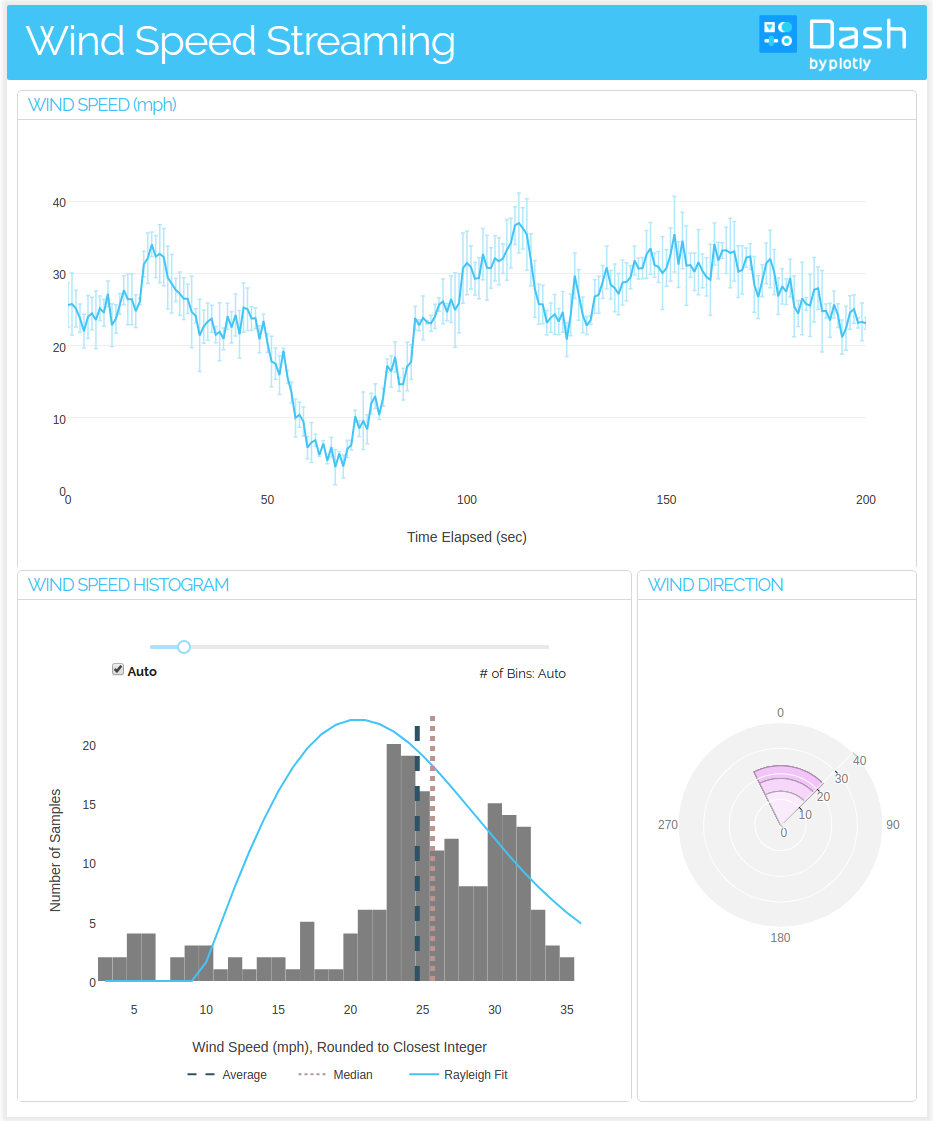 Wind Speed Streaming
Dash
by plotly
WIND SPEED (mph)
40
30
20
10
0
0 50 100 150 200
Time Elapsed (sec)
WIND SPEED HISTOGRAM
Auto
# of Bins: Auto
20
15
10
5
0
Number of Samples
5 10 15 20 25 30 35
Wind Speed (mph), Rounded to Closest Integer
Average Median Rayleigh Fit
WIND DIRECTION
0
40
30
20
10
0
270 90
180